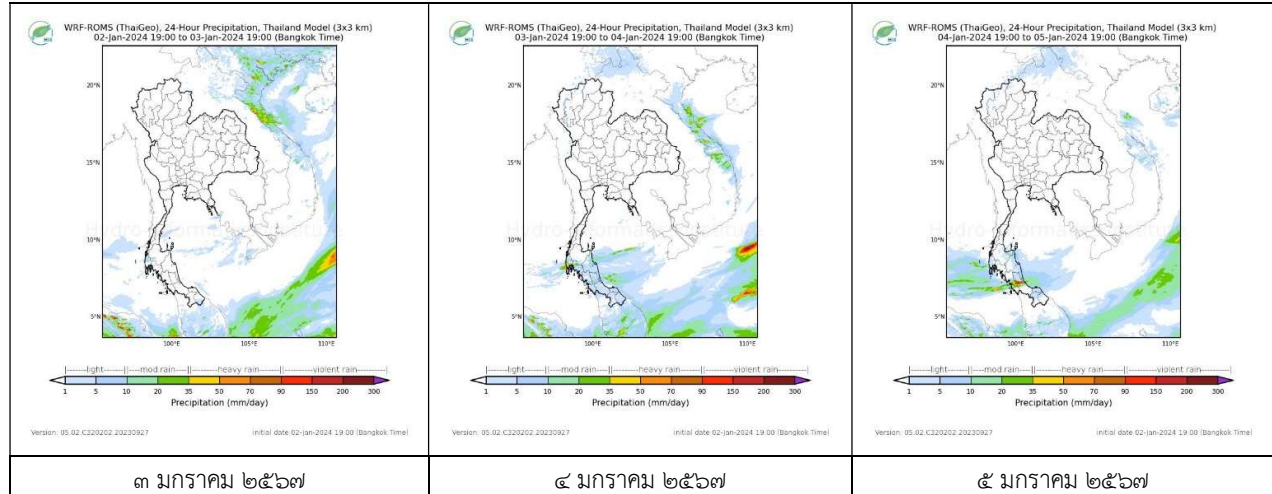 WRF-ROMS (ThaiGeo), 24-Hour Precipitation, Thailand Model (3x3 km)
02-Jan-2024 19:00 to 03-Jan-2024 19:00 (Bangkok Time)
20°N
15°N
10°N
5°N
100°E 105°E 110°E
|-------light------||----mod rain----||-------heavy rain-------||-------violent rain-------|
1 5 10 20 35 50 70 90 150 200 300
Precipitation (mm/day)
Version: 05.02.C320202.20230927 initial date 02-Jan-2024 19:00 (Bangkok Time)
๓ มกราคม ๒๕๖๗
WRF-ROMS (ThaiGeo), 24-Hour Precipitation, Thailand Model (3x3 km)
03-Jan-2024 19:00 to 04-Jan-2024 19:00 (Bangkok Time)
20°N
15°N
10°N
5°N
100°E 105°E 110°E
|-------light------||----mod rain----||-------heavy rain-------||-------violent rain-------|
1 5 10 20 35 50 70 90 150 200 300
Precipitation (mm/day)
Version: 05.02.C320202.20230927 initial date 02-Jan-2024 19:00 (Bangkok Time)
๔ มกราคม ๒๕๖๗
WRF-ROMS (ThaiGeo), 24-Hour Precipitation, Thailand Model (3x3 km)
04-Jan-2024 19:00 to 05-Jan-2024 19:00 (Bangkok Time)
20°N
15°N
10°N
5°N
100°E 105°E 110°E
|-------light------||----mod rain----||-------heavy rain-------||-------violent rain-------|
1 5 10 20 35 50 70 90 150 200 300
Precipitation (mm/day)
Version: 05.02.C320202.20230927 initial date 02-Jan-2024 19:00 (Bangkok Time)
๕ มกราคม ๒๕๖๗